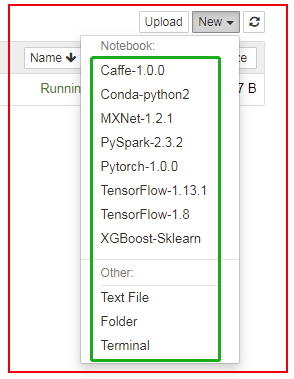 Upload New
Notebook:
Name
Caffe-1.0.0
Runnin 7 B
Conda-python2
MXNet-1.2.1
PySpark-2.3.2
Pytorch-1.0.0
TensorFlow-1.13.1
TensorFlow-1.8
XGBoost-Sklearn
Other:
Text File
Folder
Terminal